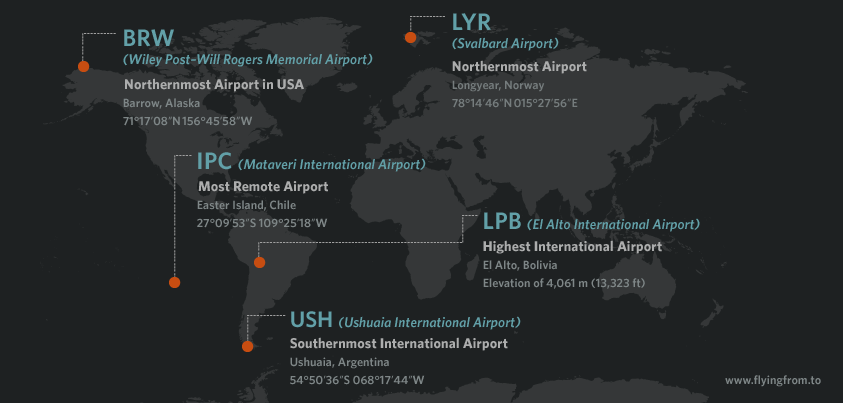 BRW
(Wiley Post–Will Rogers Memorial Airport)
Northernmost Airport in USA
Barrow, Alaska
71°17′08″N 156°45′58″W
LYR
(Svalbard Airport)
Northernmost Airport
Longyear, Norway
78°14′46″N 015°27′56″E
IPC (Mataveri International Airport)
Most Remote Airport
Easter Island, Chile
27°09′53″S 109°25′18″W
LPB (El Alto International Airport)
Highest International Airport
El Alto, Bolivia
Elevation of 4,061 m (13,323 ft)
USH (Ushuaia International Airport)
Southernmost International Airport
Ushuaia, Argentina
54°50′36″S 068°17′44″W
www.flyingfrom.to